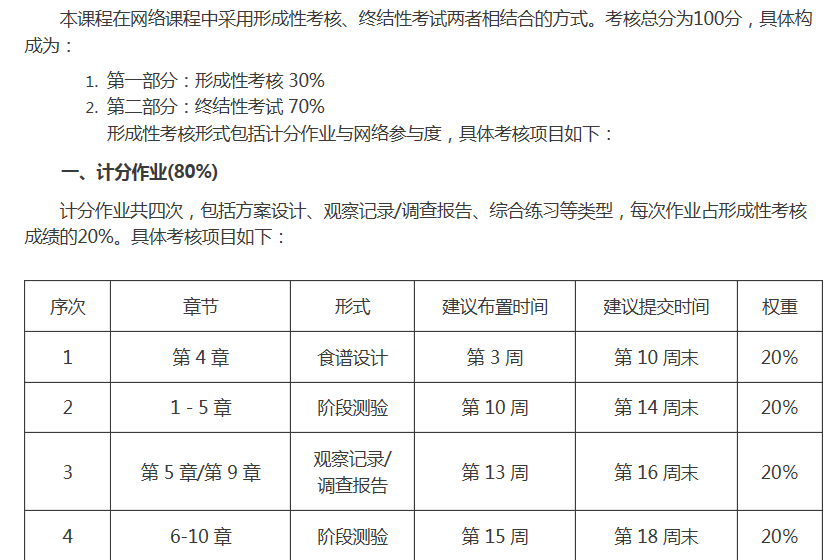 本课程在网络课程中采用形成性考核、终结性考试两者相结合的方式。考核总分为100分，具体构
成为：
1. 第一部分：形成性考核 30%
2. 第二部分：终结性考试 70%
形成性考核形式包括计分作业与网络参与度，具体考核项目如下：
一、计分作业(80%)
计分作业共四次，包括方案设计、观察记录/调查报告、综合练习等类型，每次作业占形成性考核
成绩的20%。具体考核项目如下：
序次 章节 形式 建议布置时间 建议提交时间 权重
1 第 4 章 食谱设计 第 3 周 第 10 周末 20%
2 1 - 5 章 阶段测验 第 10 周 第 14 周末 20%
3 第 5 章/第 9 章 观察记录/ 第 13 周 第 16 周末 20%
调查报告
4 6-10 章 阶段测验 第 15 周 第 18 周末 20%